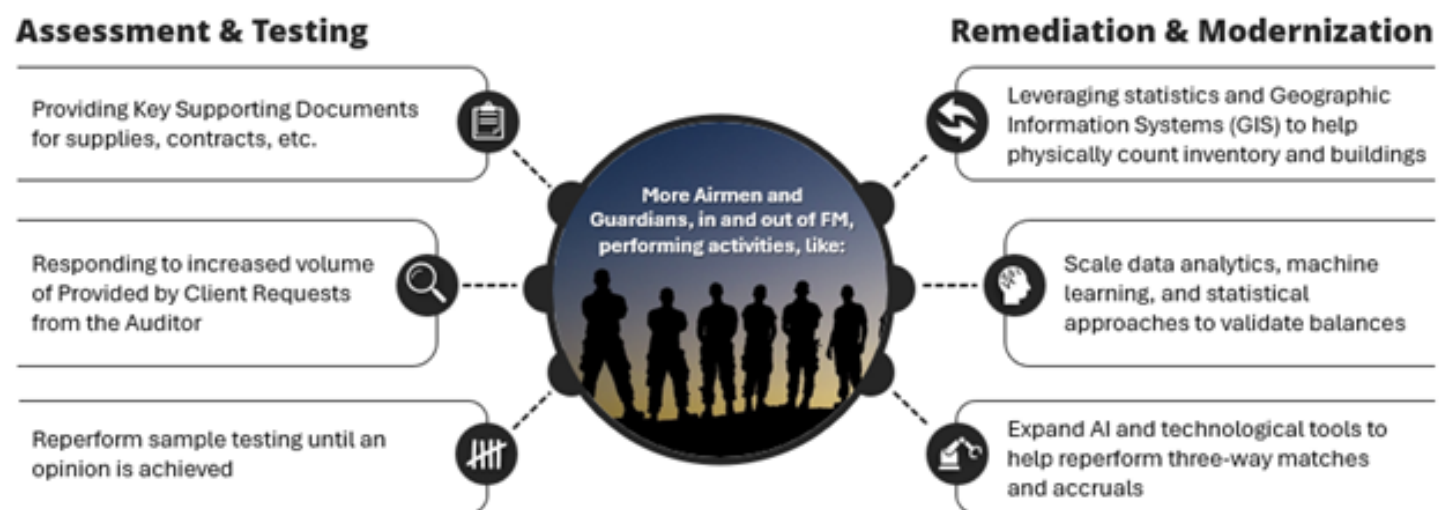 Assessment & Testing
Providing Key Supporting Documents
for supplies, contracts, etc.
Responding to increased volume
of Provided by Client Requests
from the Auditor
Reperform sample testing until an
opinion is achieved
More Airmen and
Guardians, in and out of FM,
performing activities, like:
Remediation & Modernization
Leveraging statistics and Geographic
Information Systems (GIS) to help
physically count inventory and buildings
Scale data analytics, machine
learning, and statistical
approaches to validate balances
Expand AI and technological tools to
help reperform three-way matches
and accruals